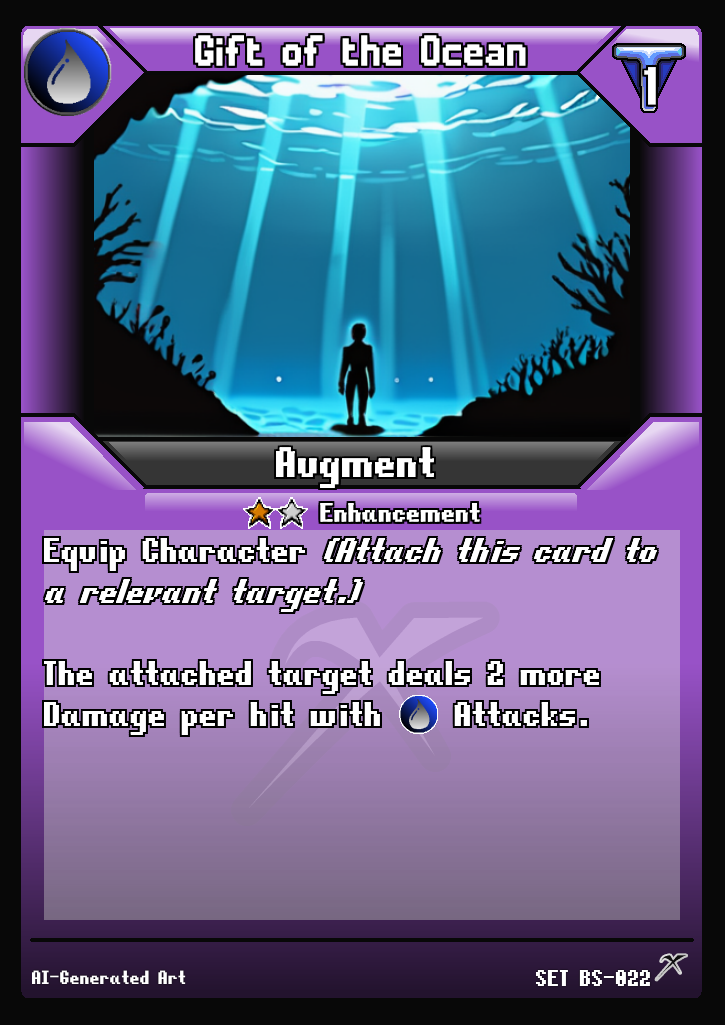 Gift of the Ocean
1
Augment
Enhancement
Equip Character (Attach this card to
a relevant target.)
The attached target deals 2 more
Damage per hit with Attacks.
AI-Generated Art
SET BS-022